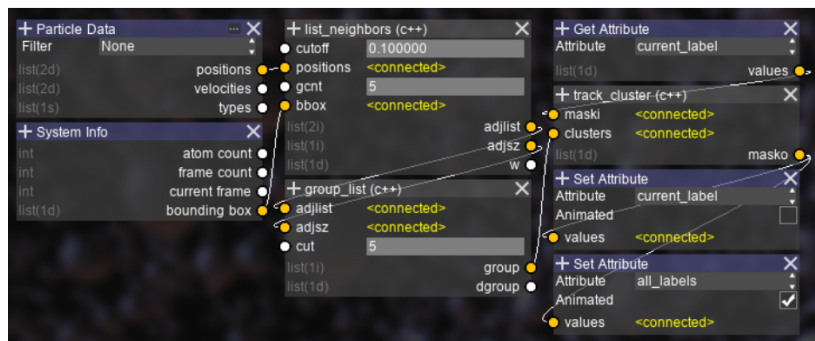 Particle Data
Filter None
list(2d) positions
list(2d) velocities
list(1s) types
System Info
int atom count
int frame count
int current frame
list(1d) bounding box
list_neighbors (c++)
cutoff 0.100000
positions <connected>
gcnt 5
bbox <connected>
list(2i) adjlist
list(1i) adjsz
list(1d) w
group_list (c++)
adjlist <connected>
adjsz <connected>
cut 5
list(1i) group
list(1d) dgroup
Get Attribute
Attribute current_label
list(1d) values
track_cluster (c++)
maski <connected>
clusters <connected>
list(1d) masko
Set Attribute
Attribute current_label
Animated
values <connected>
Set Attribute
Attribute all_labels
Animated
values <connected>